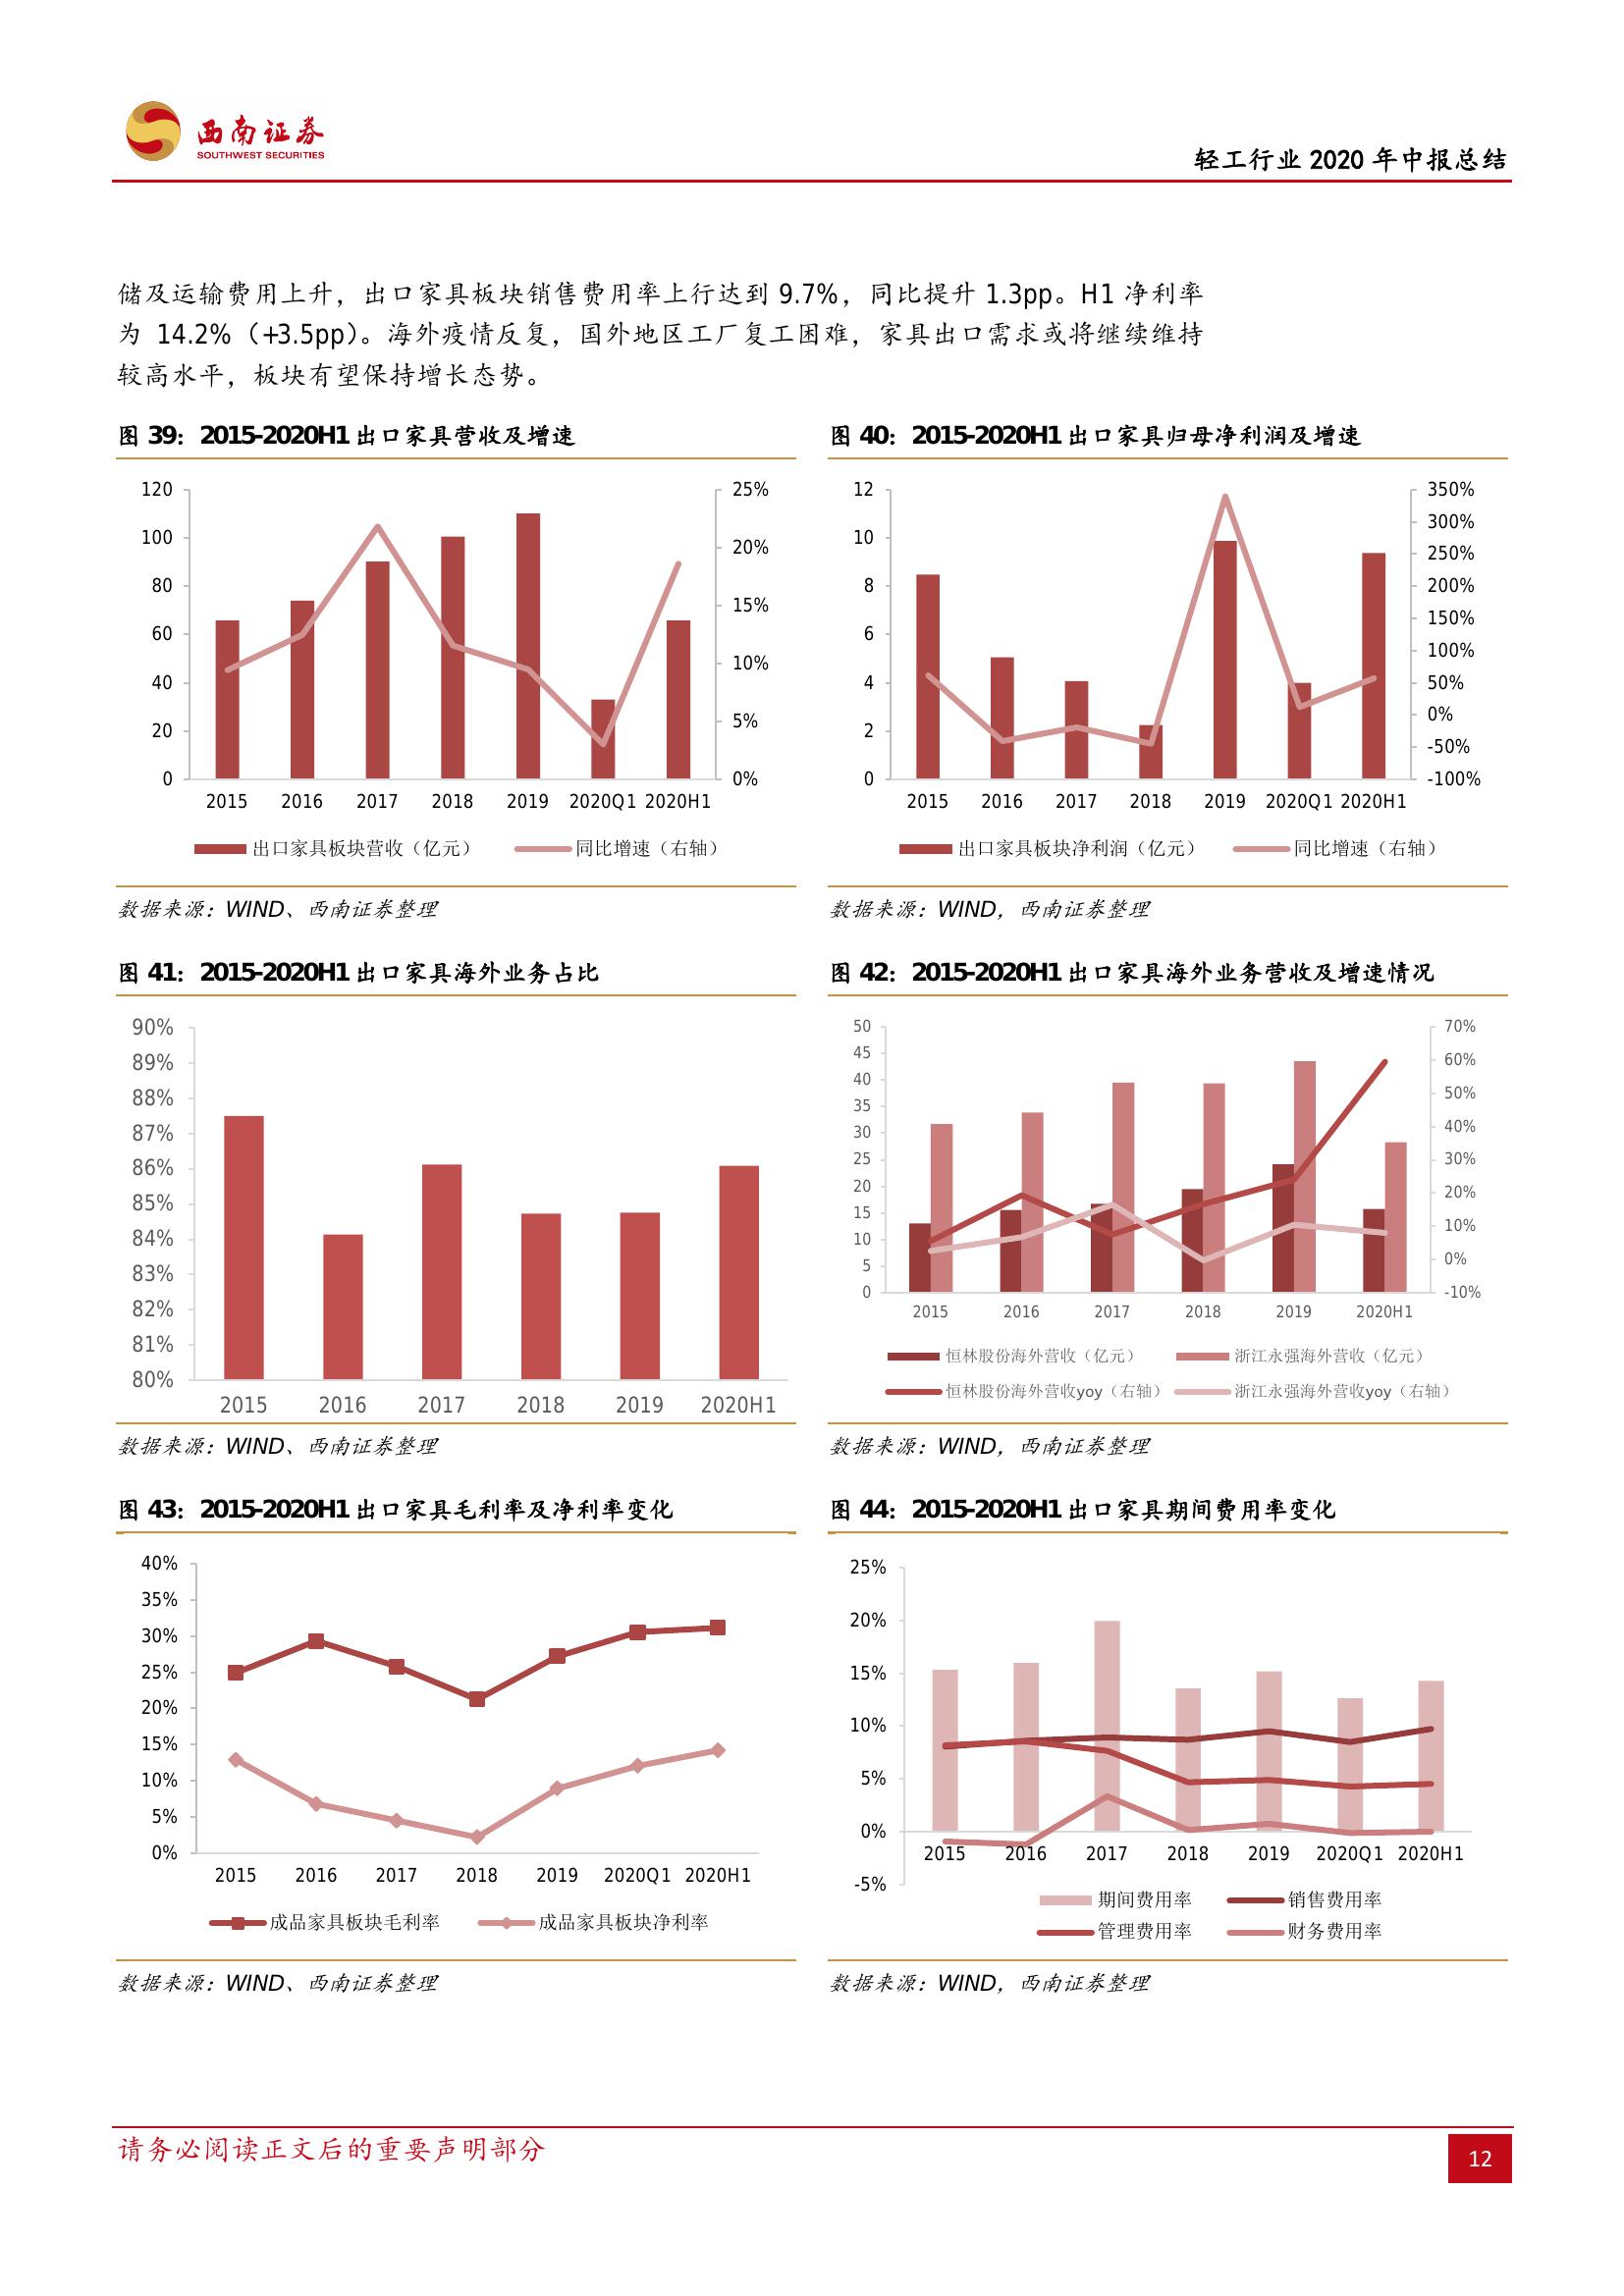 西南证券
SOUTHWEST SECURITIES
轻工行业 2020 年中报总结
储及运输费用上升，出口家具板块销售费用率上行达到 9.7%，同比提升 1.3pp。H1 净利率
为 14.2%（+3.5pp）。海外疫情反复，国外地区工厂复工困难，家具出口需求或将继续维持
较高水平，板块有望保持增长态势。
图 39：2015-2020H1 出口家具营收及增速
120
100
80
60
40
20
0
25%
20%
15%
10%
5%
0%
2015 2016 2017 2018 2019 2020Q1 2020H1
出口家具板块营收（亿元） 同比增速（右轴）
数据来源：WIND、西南证券整理
图 40：2015-2020H1 出口家具归母净利润及增速
12
10
8
6
4
2
0
350%
300%
250%
200%
150%
100%
50%
0%
-50%
-100%
2015 2016 2017 2018 2019 2020Q1 2020H1
出口家具板块净利润（亿元） 同比增速（右轴）
数据来源：WIND，西南证券整理
图 41：2015-2020H1 出口家具海外业务占比
90%
89%
88%
87%
86%
85%
84%
83%
82%
81%
80%
2015 2016 2017 2018 2019 2020H1
数据来源：WIND、西南证券整理
图 42：2015-2020H1 出口家具海外业务营收及增速情况
50
45
40
35
30
25
20
15
10
5
0
70%
60%
50%
40%
30%
20%
10%
0%
-10%
2015 2016 2017 2018 2019 2020H1
恒林股份海外营收（亿元） 浙江永强海外营收（亿元）
恒林股份海外营收yoy（右轴） 浙江永强海外营收yoy（右轴）
数据来源：WIND，西南证券整理
图 43：2015-2020H1 出口家具毛利率及净利率变化
40%
35%
30%
25%
20%
15%
10%
5%
0%
2015 2016 2017 2018 2019 2020Q1 2020H1
成品家具板块毛利率 成品家具板块净利率
数据来源：WIND、西南证券整理
图 44：2015-2020H1 出口家具期间费用率变化
25%
20%
15%
10%
5%
0%
-5%
2015 2016 2017 2018 2019 2020Q1 2020H1
期间费用率 销售费用率
管理费用率 财务费用率
数据来源：WIND，西南证券整理
请务必阅读正文后的重要声明部分
12